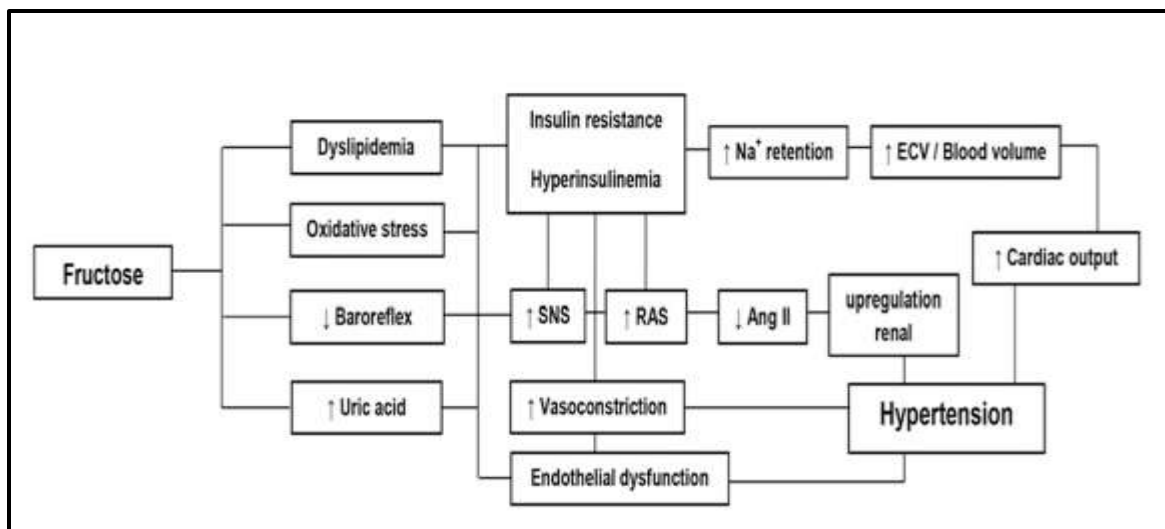 Fructose
Dyslipidemia
Oxidative stress
↓ Baroreflex
↑ Uric acid
Insulin resistance
Hyperinsulinemia
↑ Na⁺ retention
↑ ECV / Blood volume
↑ Cardiac output
↑ SNS
↑ RAS
↓ Ang II
upregulation
renal
↑ Vasoconstriction
Hypertension
Endothelial dysfunction